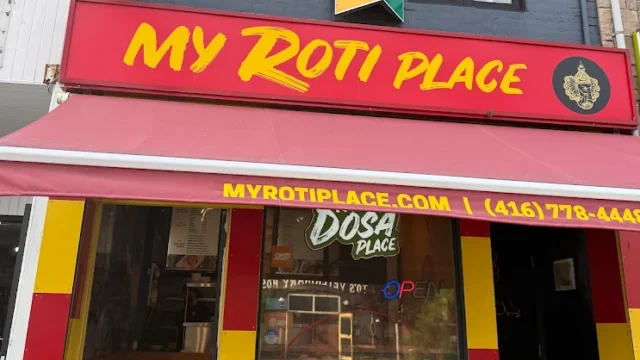 MY ROTI PLACE
MYROTIPLACE.COM | (416) 778-4448
DOSA
PLACE
OPEN